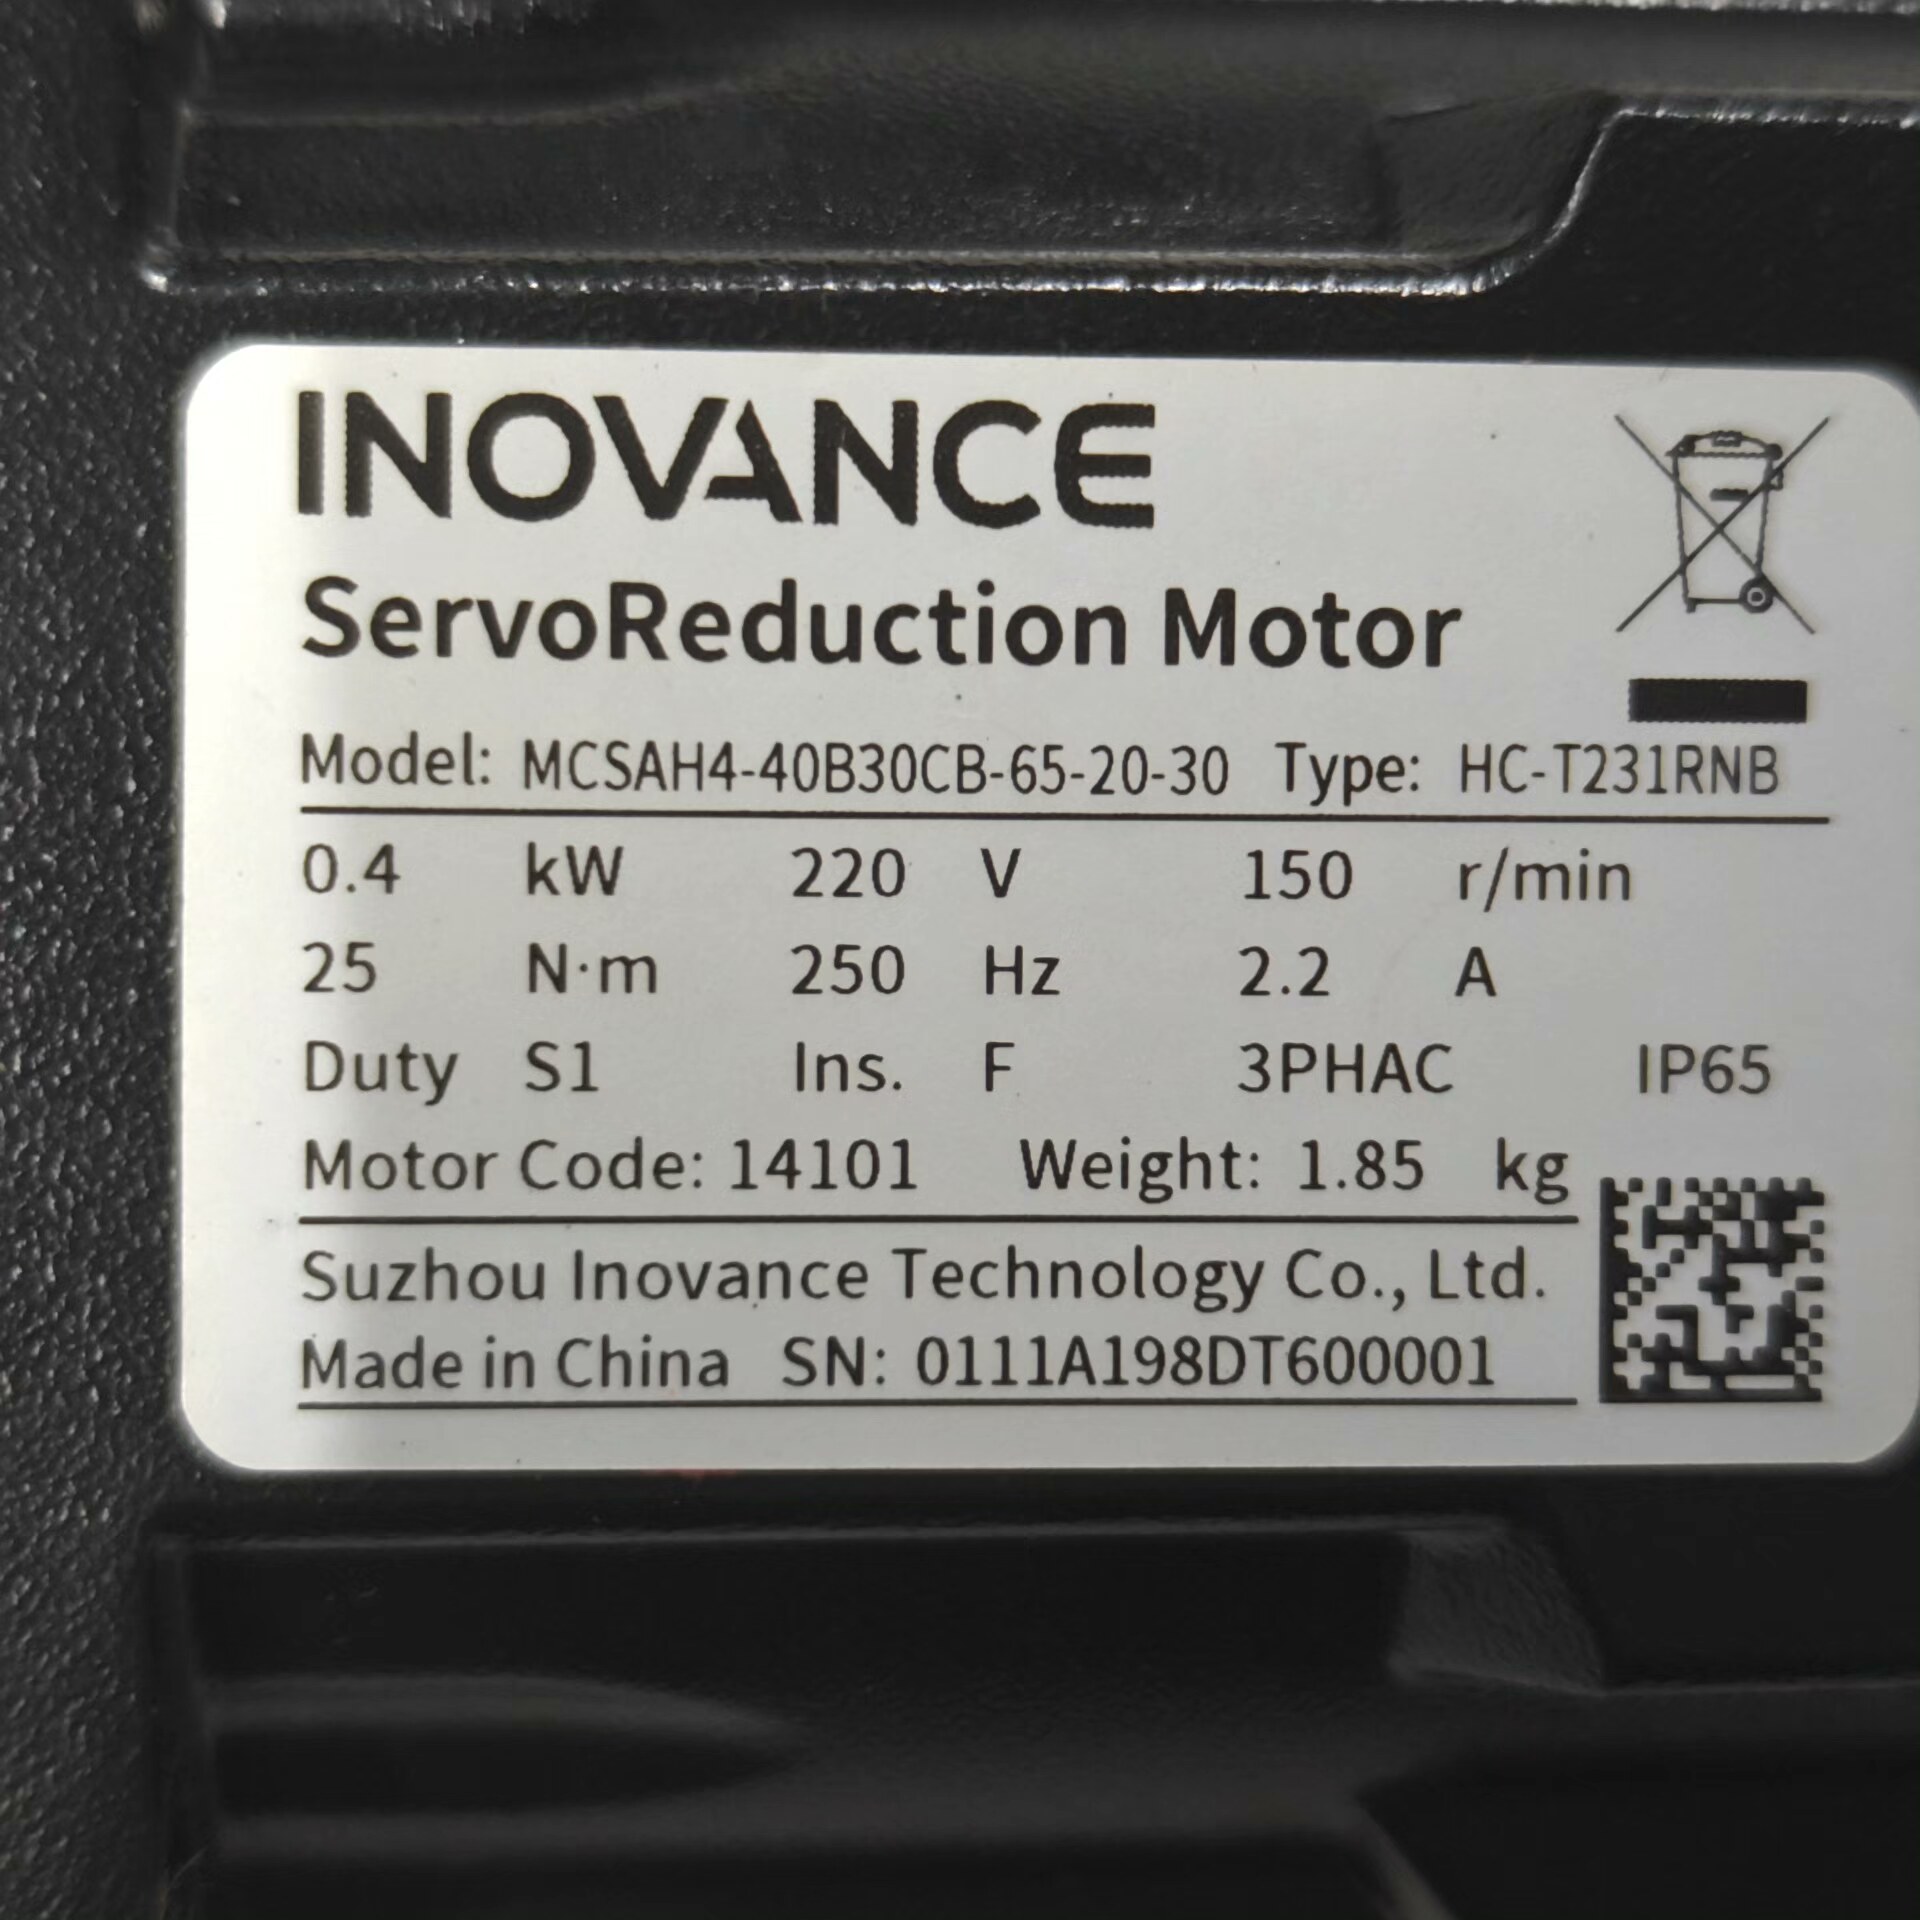 INOVANCE
ServoReduction Motor
Model: MCSAH4-40B30CB-65-20-30 Type: HC-T231RNB
0.4 kW 220 V 150 r/min
25 N·m 250 Hz 2.2 A
Duty S1 Ins. F 3PHAC IP65
Motor Code: 14101 Weight: 1.85 kg
Suzhou Inovance Technology Co., Ltd.
Made in China SN: 0111A198DT600001